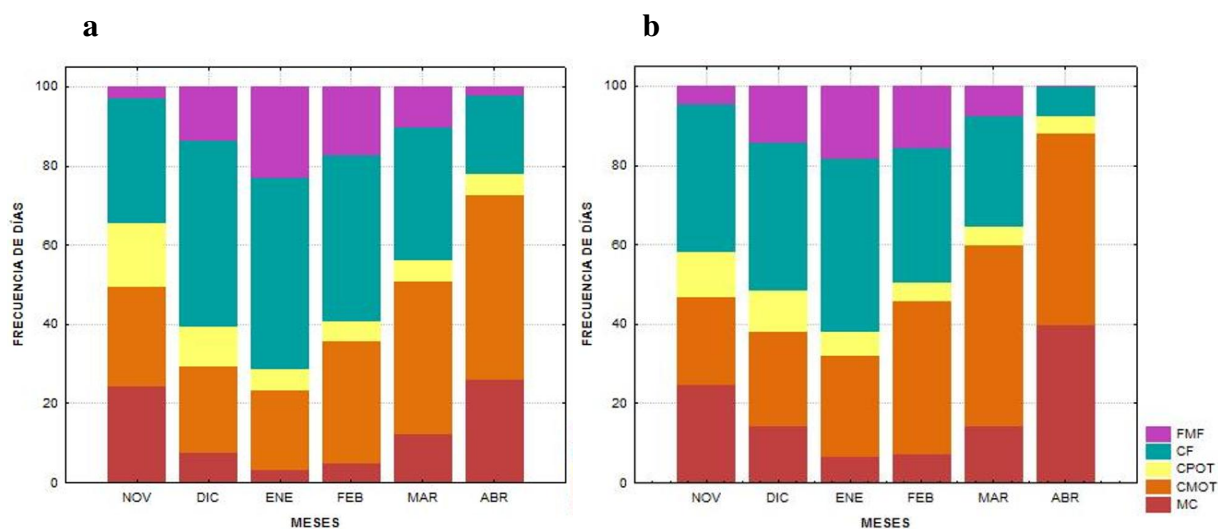 a
b
100
80
60
40
20
0
FRECUENCIA DE DÍAS
NOV DIC ENE FEB MAR ABR
MESES
100
80
60
40
20
0
FRECUENCIA DE DÍAS
NOV DIC ENE FEB MAR ABR
MESES
FMF
CF
CPOT
CMOT
MC